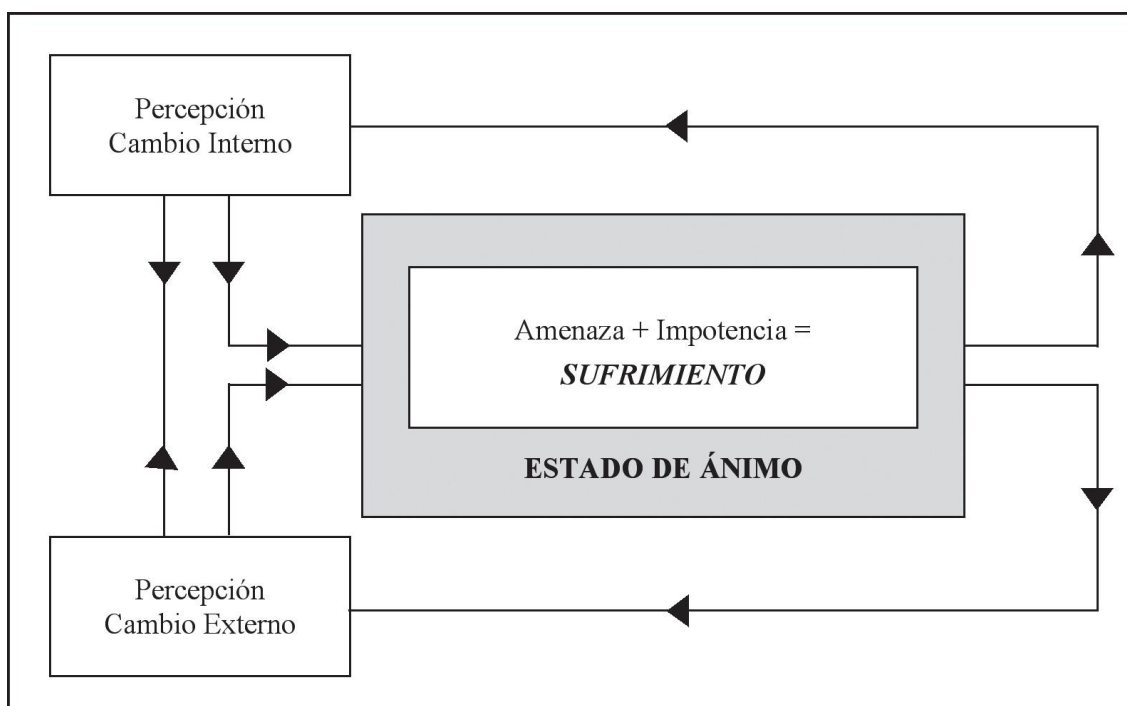 Percepción
Cambio Interno
Amenaza + Impotencia =
SUFRIMIENTO
ESTADO DE ÁNIMO
Percepción
Cambio Externo